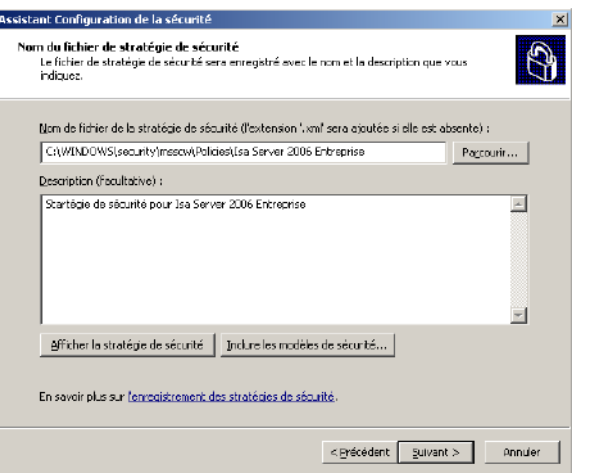 Assistant Configuration de la sécurité
Nom du fichier de stratégie de sécurité
Le fichier de stratégie de sécurité sera enregistré avec le nom et la description que vous
indiquez.
Nom de fichier de la stratégie de sécurité (l'extension '.xml' sera ajoutée si elle est absente) :
C:\WINDOWS\security\msscw\Policies\Isa Server 2006 Entreprise
Parcourir...
Description (facultative) :
Startégie de sécurité pour Isa Server 2006 Entreprise
Afficher la stratégie de sécurité
Inclure les modèles de sécurité...
En savoir plus sur l'enregistrement des stratégies de sécurité.
< Précédent
Suivant >
Annuler